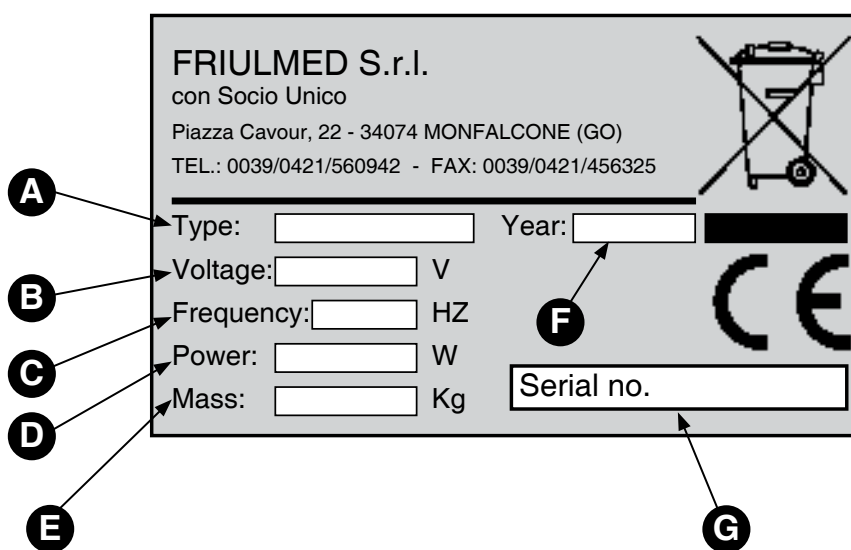 FRIULMED S.r.l.
con Socio Unico
Piazza Cavour, 22 - 34074 MONFALCONE (GO)
TEL.: 0039/0421/560942 - FAX: 0039/0421/456325
A
Type: Year:
B
Voltage: V
F
C
Frequency: HZ
CE
D
Power: W
Serial no.
E
Mass: Kg
G